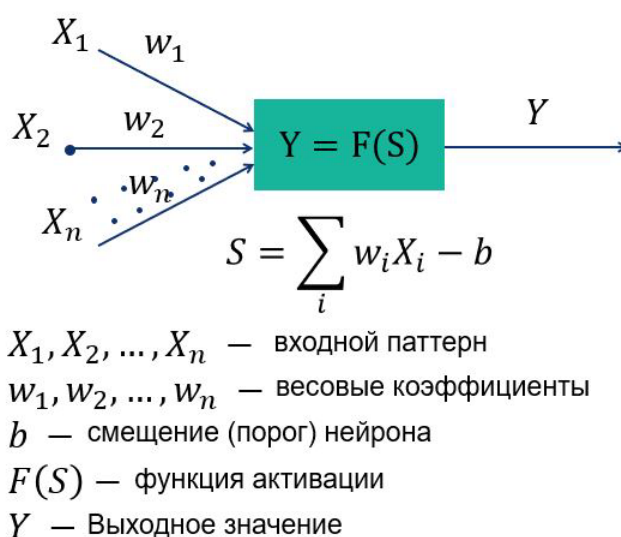 X₁
w₁
X₂
w₂
Y = F(S)
Y
wₙ
Xₙ
S = ∑ᵢ wᵢXᵢ − b
X₁, X₂, ..., Xₙ — входной паттерн
w₁, w₂, ..., wₙ — весовые коэффициенты
b — смещение (порог) нейрона
F(S) — функция активации
Y — Выходное значение